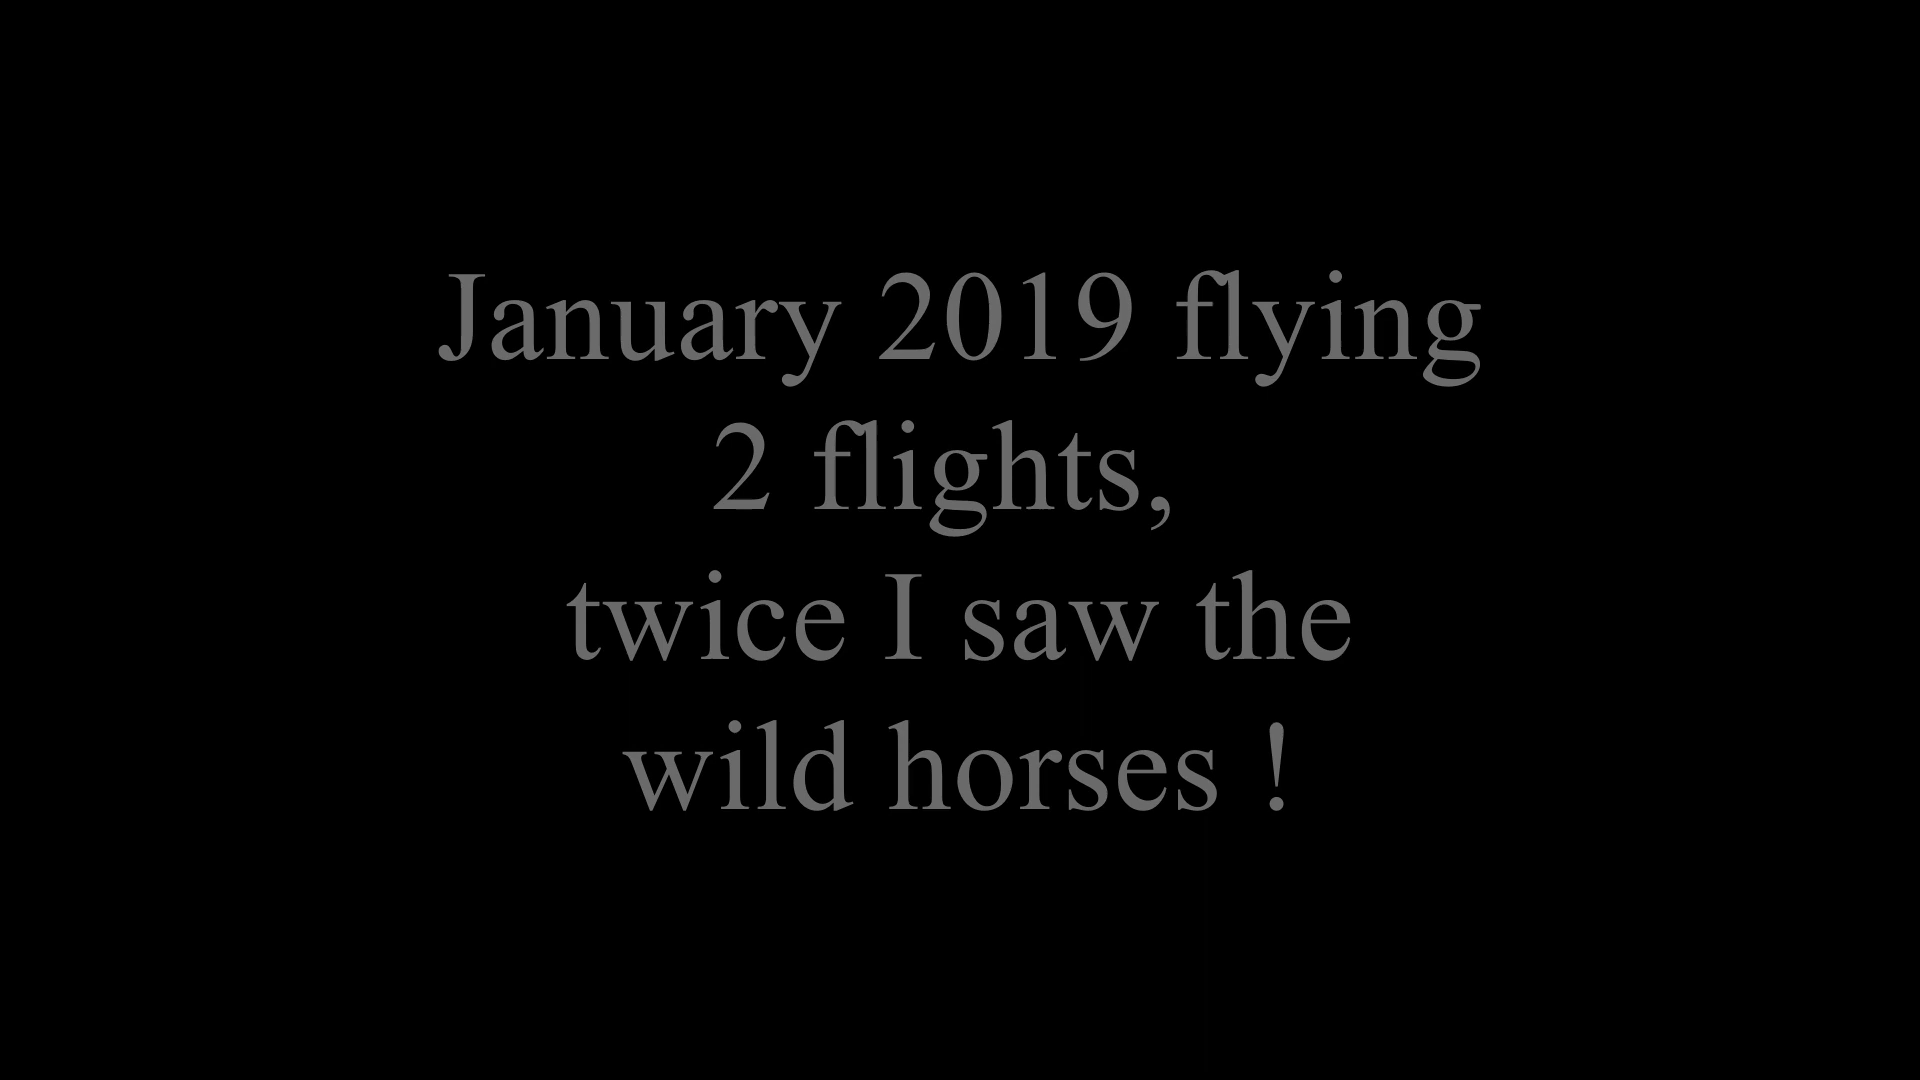 January 2019 flying
2 flights,
twice I saw the
wild horses !